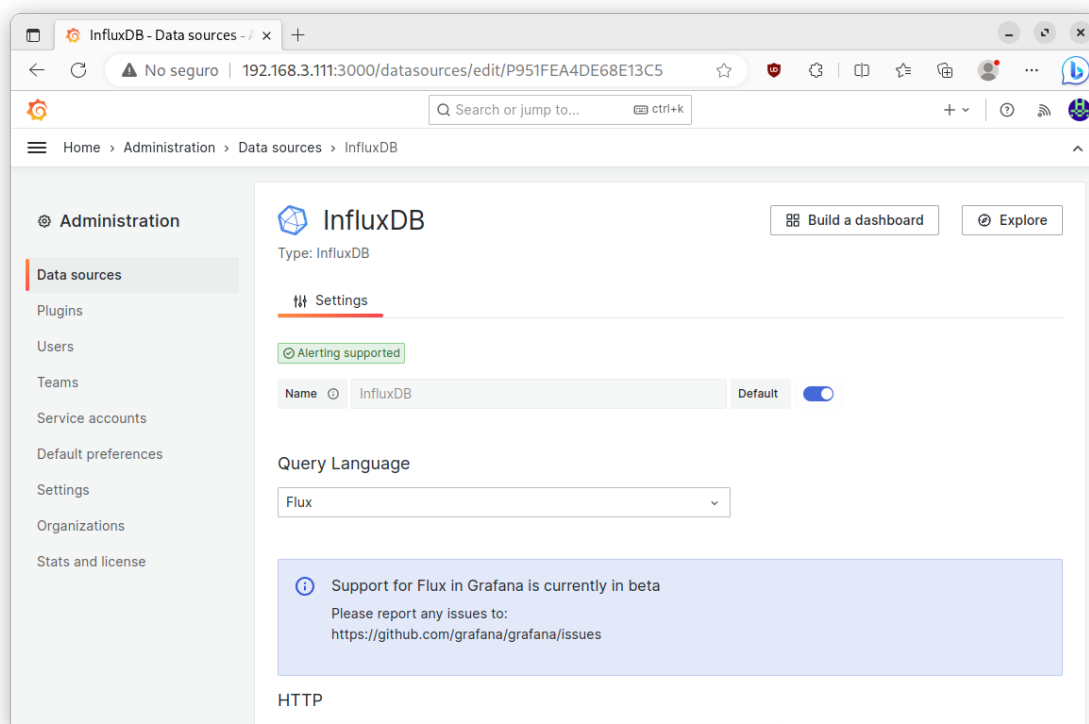 InfluxDB - Data sources - A
No seguro
192.168.3.111:3000/datasources/edit/P951FEA4DE68E13C5
Search or jump to...
ctrl+k
Home › Administration › Data sources › InfluxDB
Administration
Data sources
Plugins
Users
Teams
Service accounts
Default preferences
Settings
Organizations
Stats and license
InfluxDB
Type: InfluxDB
Build a dashboard
Explore
Settings
Alerting supported
Name
InfluxDB
Default
Query Language
Flux
Support for Flux in Grafana is currently in beta
Please report any issues to:
https://github.com/grafana/grafana/issues
HTTP